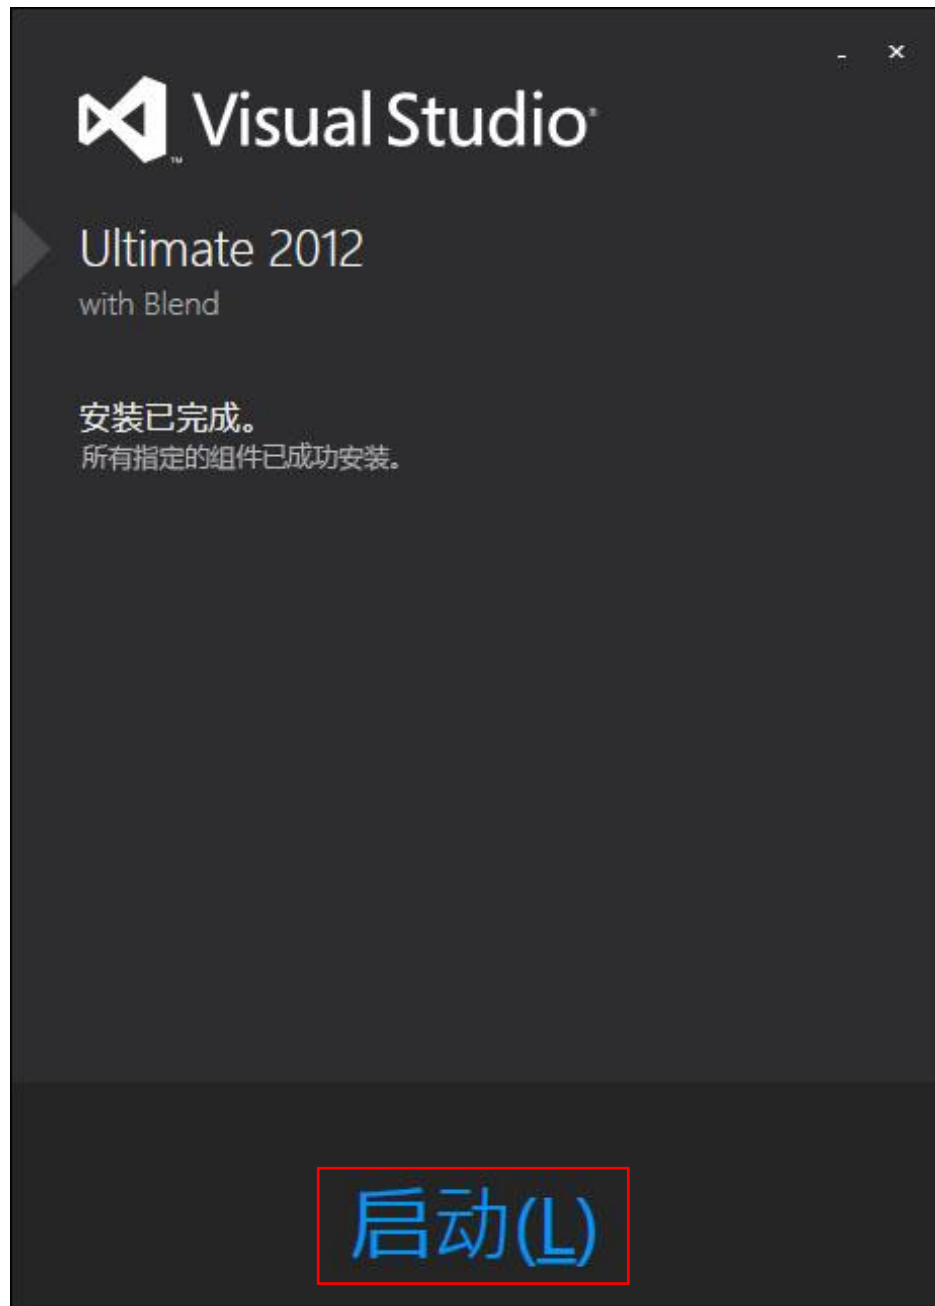 Visual Studio
Ultimate 2012
with Blend
安装已完成。
所有指定的组件已成功安装。
启动(L)